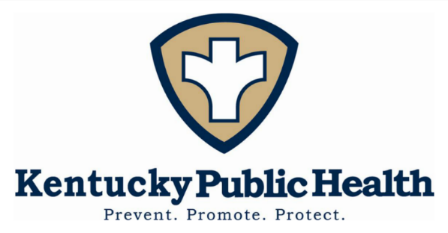 Kentucky Public Health
Prevent. Promote. Protect.